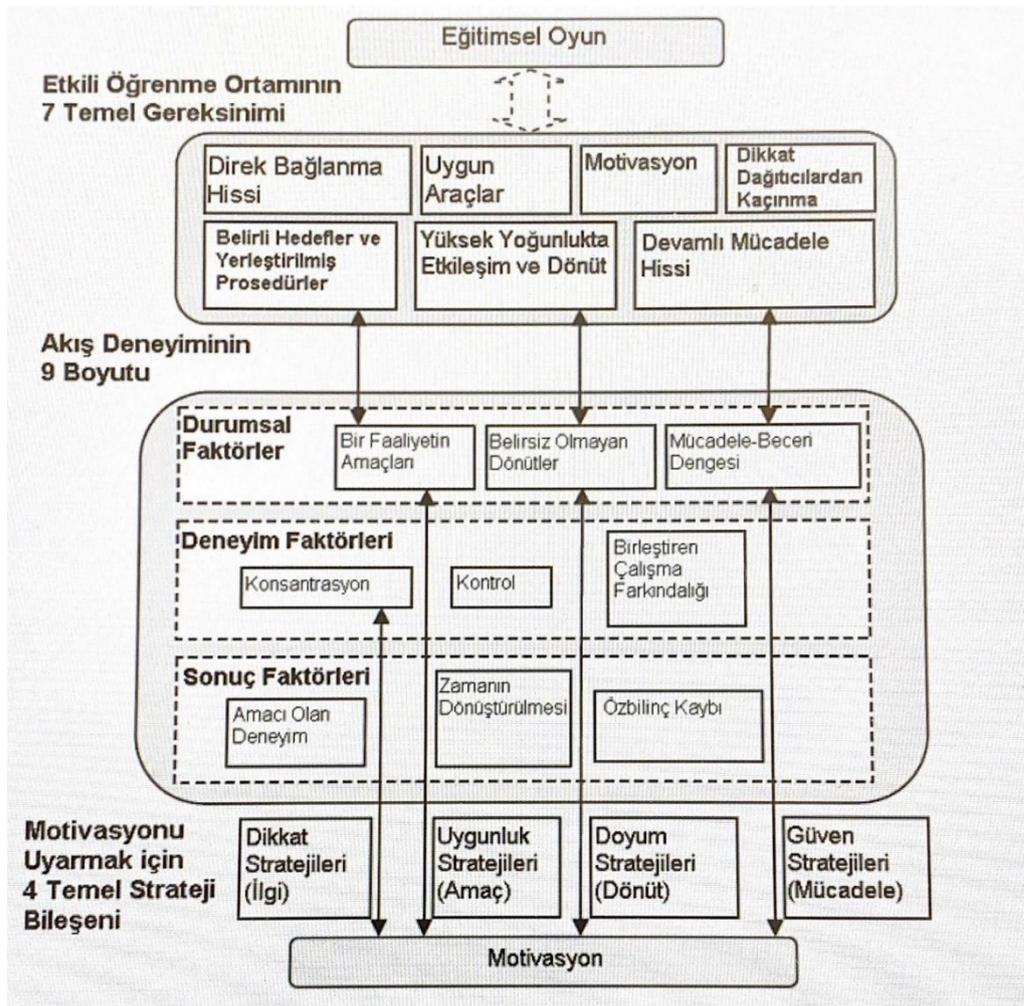 Eğitimsel Oyun
Etkili Öğrenme Ortamının
7 Temel Gereksinimi
Direk Bağlanma
Hissi
Uygun
Araçlar
Motivasyon
Dikkat
Dağıtıcılardan
Kaçınma
Belirli Hedefler ve
Yerleştirilmiş
Prosedürler
Yüksek Yoğunlukta
Etkileşim ve Dönüt
Devamlı Mücadele
Hissi
Akış Deneyiminin
9 Boyutu
Durumsal
Faktörler
Bir Faaliyetin
Amaçları
Belirsiz Olmayan
Dönütler
Mücadele-Beceri
Dengesi
Deneyim Faktörleri
Konsantrasyon
Kontrol
Birleştiren
Çalışma
Farkındalığı
Sonuç Faktörleri
Amacı Olan
Deneyim
Zamanın
Dönüştürülmesi
Özbilinç Kaybı
Motivasyonu
Uyarmak için
4 Temel Strateji
Bileşeni
Dikkat
Stratejileri
(İlgi)
Uygunluk
Stratejileri
(Amaç)
Doyum
Stratejileri
(Dönüt)
Güven
Stratejileri
(Mücadele)
Motivasyon